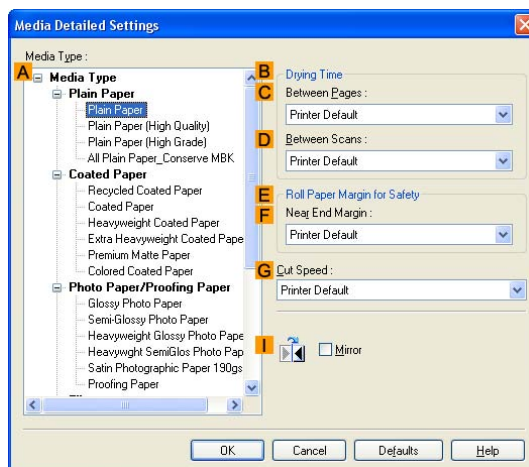 Media Detailed Settings
Media Type :
A
Media Type
Plain Paper
Plain Paper
Plain Paper (High Quality)
Plain Paper (High Grade)
All Plain Paper_Conserve MBK
Coated Paper
Recycled Coated Paper
Coated Paper
Heavyweight Coated Paper
Extra Heavyweight Coated Pape
Premium Matte Paper
Colored Coated Paper
Photo Paper/Proofing Paper
Glossy Photo Paper
Semi-Glossy Photo Paper
Heavyweight Glossy Photo Pape
Heavywght SemiGlos Photo Pap
Satin Photographic Paper 190gs
Proofing Paper
B Drying Time
C Between Pages :
Printer Default
D Between Scans :
Printer Default
E Roll Paper Margin for Safety
F Near End Margin :
Printer Default
G Cut Speed :
Printer Default
I Mirror
OK Cancel Defaults Help